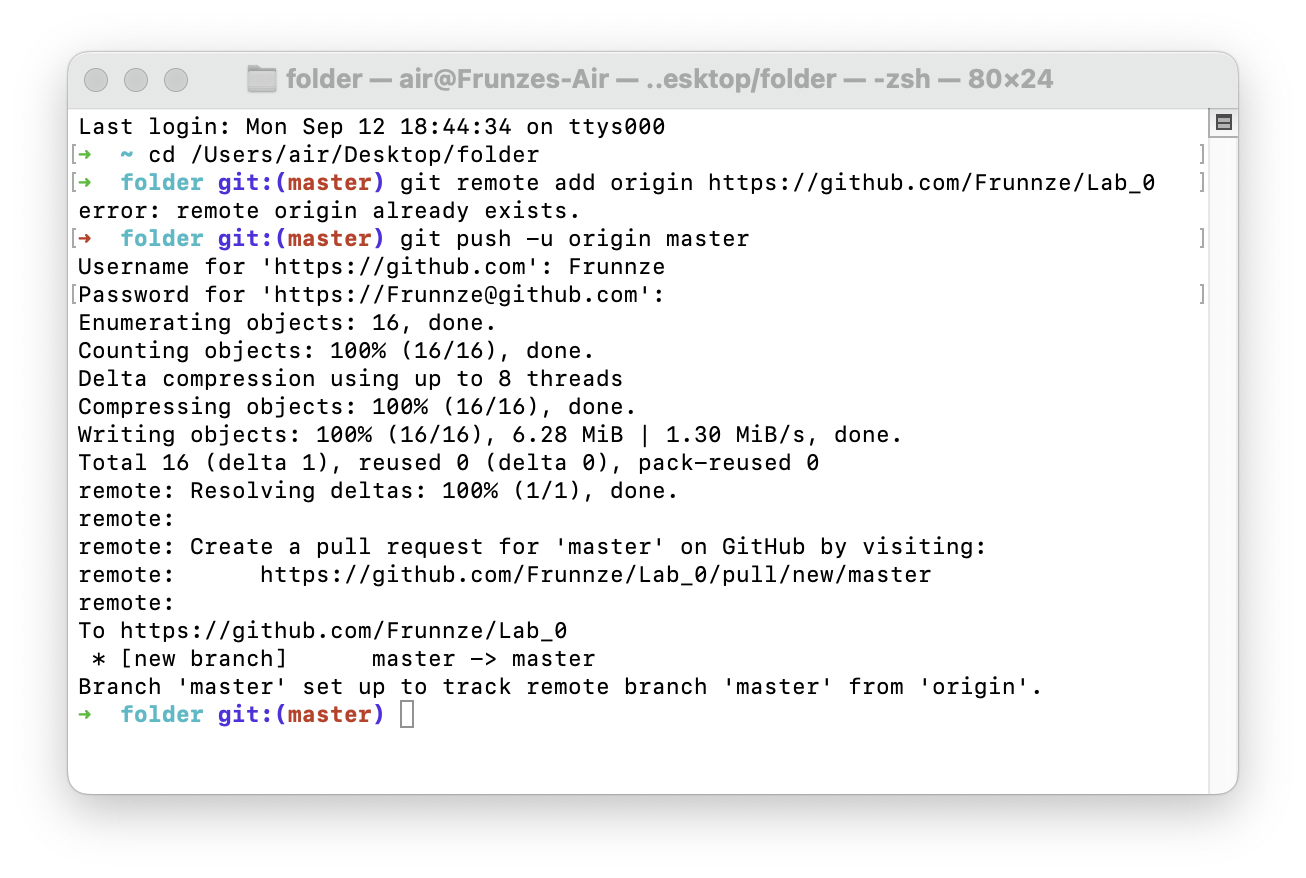 folder — air@Frunzes-Air — ..esktop/folder — -zsh — 80×24
Last login: Mon Sep 12 18:44:34 on ttys000
[➜  ~ cd /Users/air/Desktop/folder ]
[➜  folder git:(master) git remote add origin https://github.com/Frunnze/Lab_0 ]
error: remote origin already exists.
[➜  folder git:(master) git push -u origin master ]
Username for 'https://github.com': Frunnze
[Password for 'https://Frunnze@github.com': ]
Enumerating objects: 16, done.
Counting objects: 100% (16/16), done.
Delta compression using up to 8 threads
Compressing objects: 100% (16/16), done.
Writing objects: 100% (16/16), 6.28 MiB | 1.30 MiB/s, done.
Total 16 (delta 1), reused 0 (delta 0), pack-reused 0
remote: Resolving deltas: 100% (1/1), done.
remote:
remote: Create a pull request for 'master' on GitHub by visiting:
remote:      https://github.com/Frunnze/Lab_0/pull/new/master
remote:
To https://github.com/Frunnze/Lab_0
 * [new branch]      master -> master
Branch 'master' set up to track remote branch 'master' from 'origin'.
➜  folder git:(master)